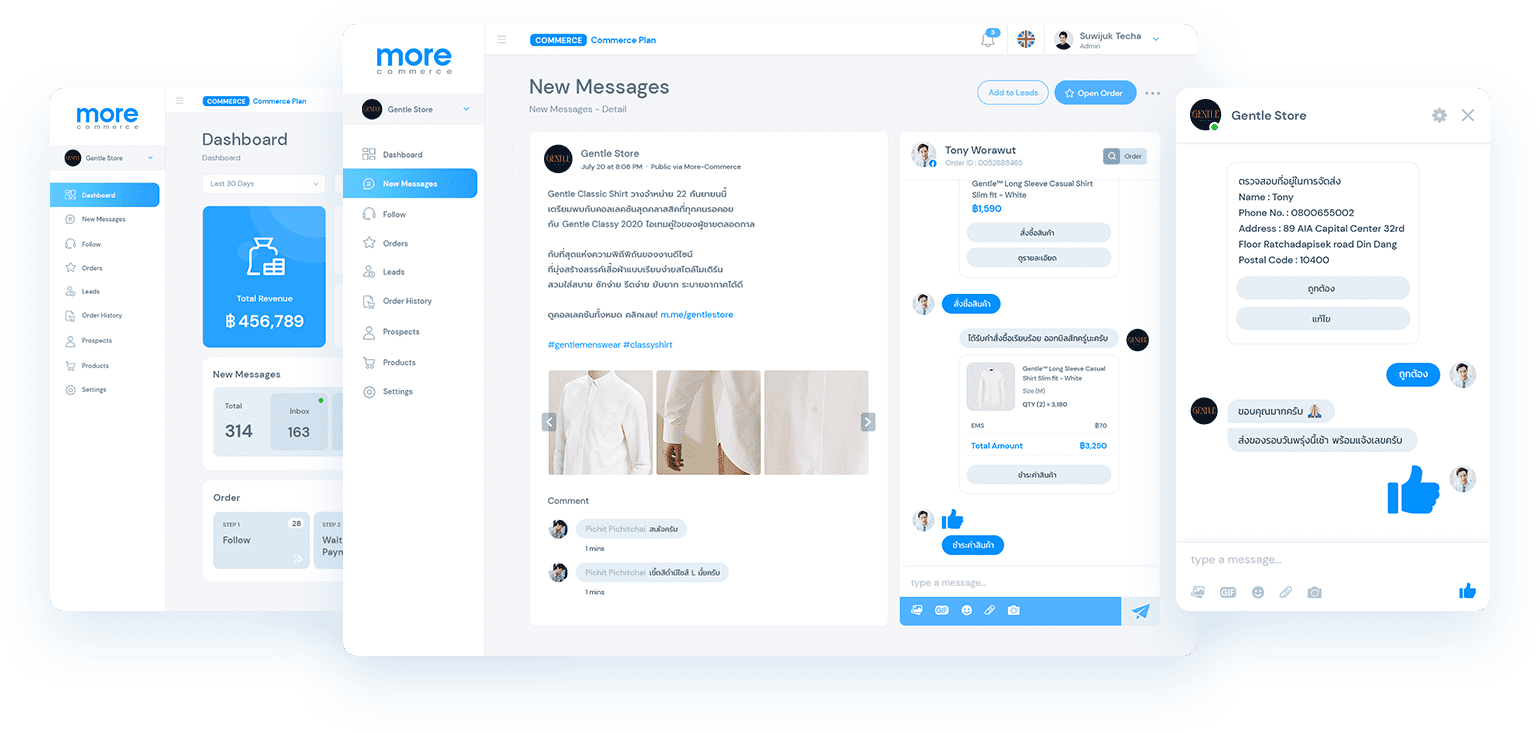 more
commerce
COMMERCE Commerce Plan
Gentle Store
Dashboard
New Messages
Follow
Orders
Leads
Order History
Prospects
Products
Settings
Dashboard
Dashboard
Last 30 Days
Total Revenue
฿ 456,789
New Messages
Total
314
Inbox
163
Order
STEP 1
28
Follow
STEP 2
Wait
Paym
more
commerce
COMMERCE Commerce Plan
3
Suwijuk Techa
Admin
Gentle Store
Dashboard
New Messages
Follow
Orders
Leads
Order History
Prospects
Products
Settings
New Messages
New Messages - Detail
Add to Leads
Open Order
GENTLE
Gentle Store
July 20 at 8:06 PM · Public via More-Commerce
Gentle Classic Shirt วางจำหน่าย 22 กันยายนนี้
เตรียมพบกับคอลเลคชันสุดคลาสสิคที่ทุกคนรอคอย
กับ Gentle Classy 2020 ไอเทมคู่ใจของผู้ชายตลอดกาล
กับที่สุดแห่งความพิถีพิถันของงานดีไซน์
ที่มุ่งสร้างสรรค์เสื้อผ้าแบบเรียบง่ายสไตล์โมเดิร์น
สวมใส่สบาย ซักง่าย รีดง่าย ยับยาก ระบายอากาศได้ดี
ดูคอลเลคชันทั้งหมด คลิกเลย! m.me/gentlestore
#gentlemenswear #classyshirt
Comment
Pichit Pichitchai สนใจครับ
1 mins
Pichit Pichitchai เชิ้ตสีดำมีไซส์ L มั้ยครับ
1 mins
Tony Worawut
Order ID : 0052688465
Order
Gentle™ Long Sleeve Casual Shirt
Slim fit - White
฿1,590
สั่งซื้อสินค้า
ดูรายละเอียด
สั่งซื้อสินค้า
ได้รับคำสั่งซื้อเรียบร้อย ออกบิลสักครู่นะครับ
Gentle™ Long Sleeve Casual
Shirt Slim fit - White
Size (M)
QTY (2) = 3,180
EMS ฿70
Total Amount ฿3,250
ชำระค่าสินค้า
ชำระค่าสินค้า
type a message...
GIF
GENTLE
Gentle Store
ตรวจสอบที่อยู่ในการจัดส่ง
Name : Tony
Phone No. : 0800655002
Address : 89 AIA Capital Center 32rd
Floor Ratchadapisek road Din Dang
Postal Code : 10400
ถูกต้อง
แก้ไข
ถูกต้อง
GENTLE
ขอบคุณมากครับ 🙏
ส่งของรอบวันพรุ่งนี้เช้า พร้อมแจ้งเลขครับ
type a message...
GIF